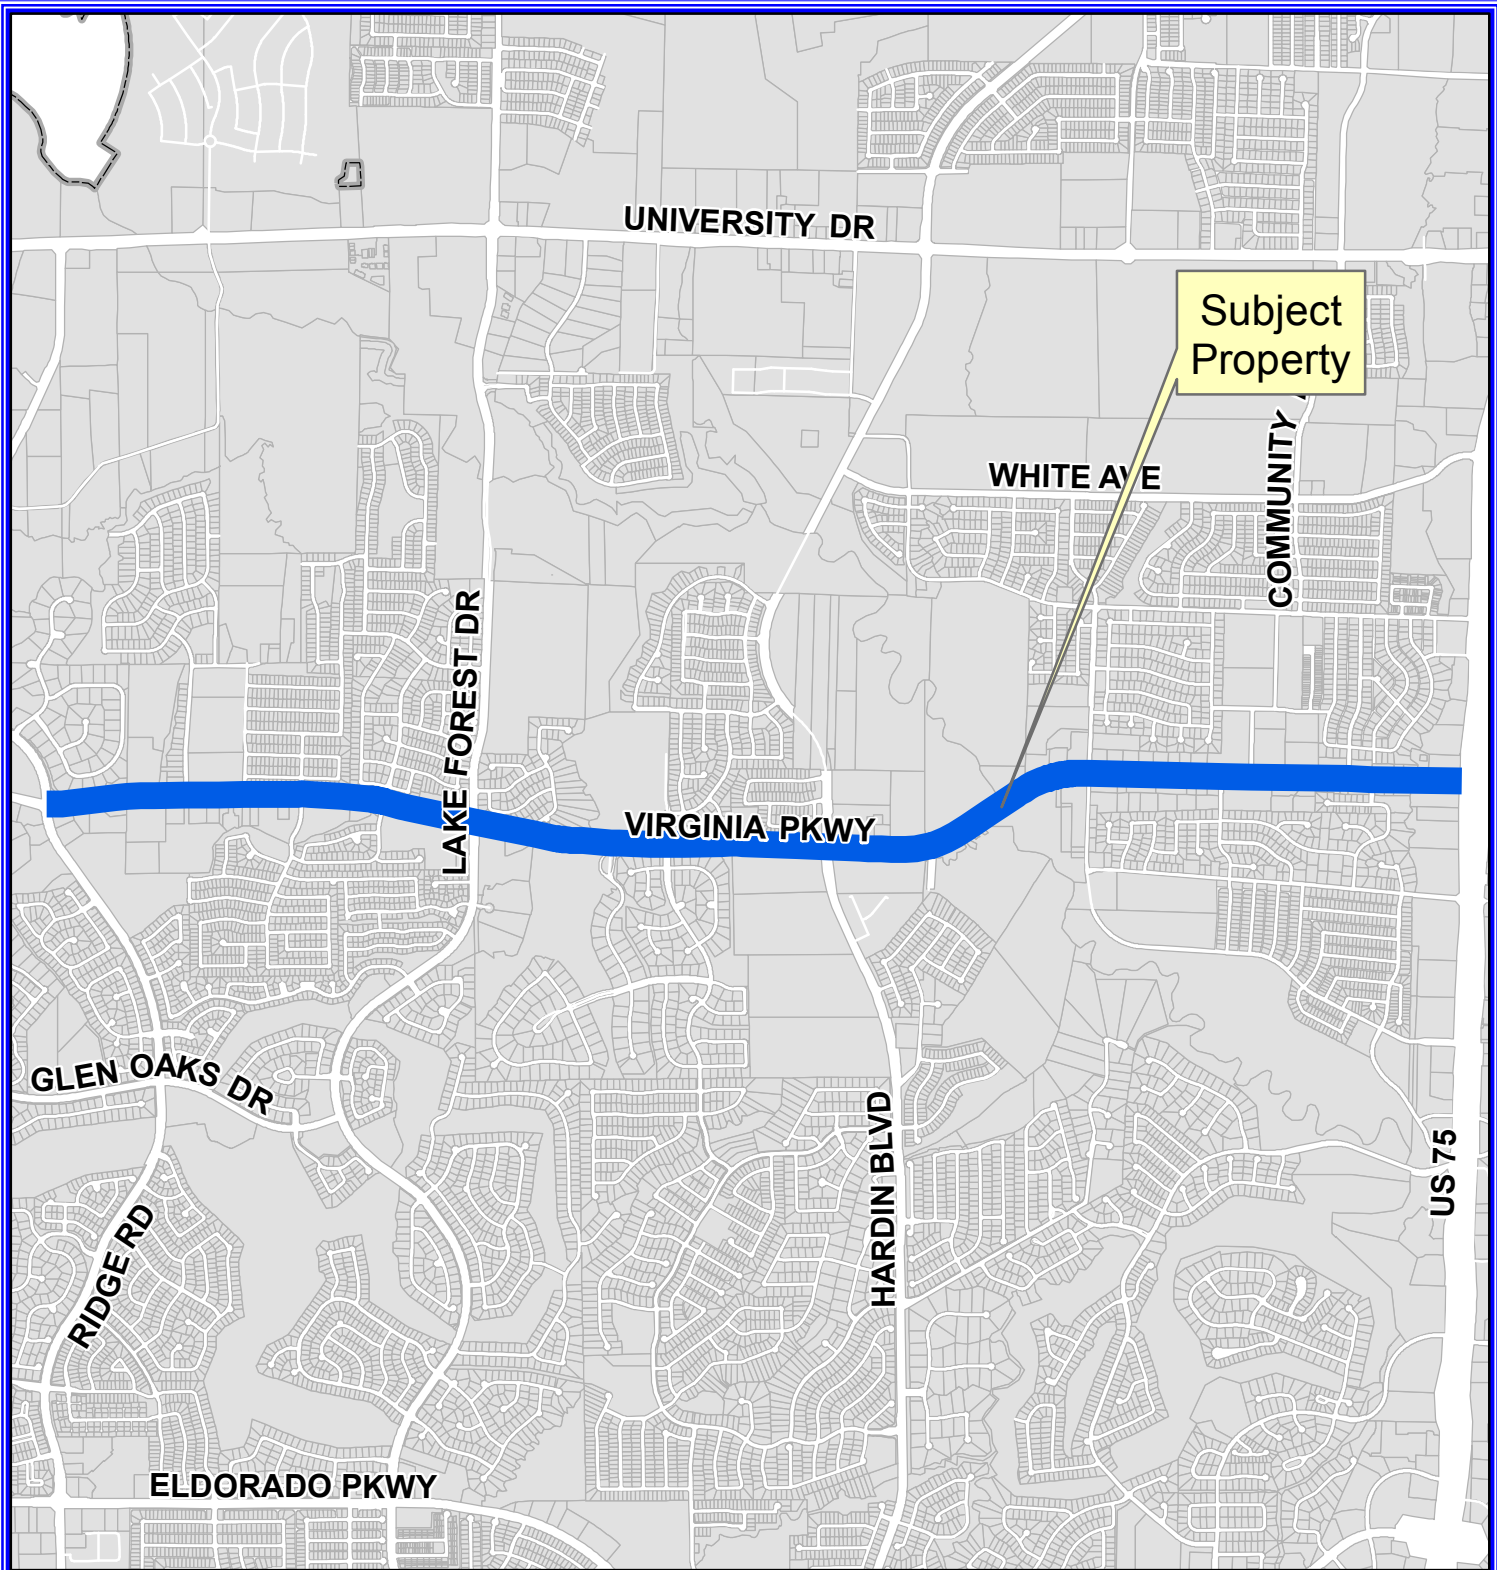 UNIVERSITY DR
Subject
Property
WHITE AVE
COMMUNITY
LAKE FOREST DR
VIRGINIA PKWY
GLEN OAKS DR
HARDIN BLVD
US 75
RIDGE RD
ELDORADO PKWY